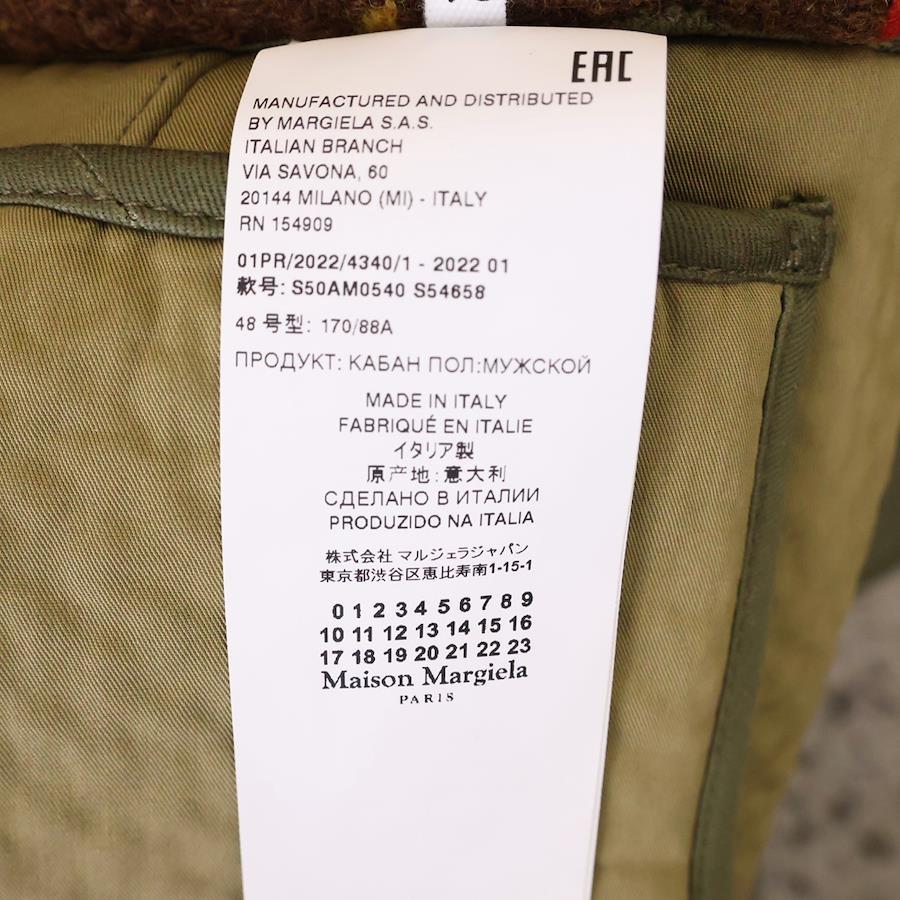 EAC
MANUFACTURED AND DISTRIBUTED
BY MARGIELA S.A.S.
ITALIAN BRANCH
VIA SAVONA, 60
20144 MILANO (MI) - ITALY
RN 154909
01PR/2022/4340/1 - 2022 01
款号: S50AM0540 S54658
48 号型: 170/88A
ПРОДУКТ: КАБАН ПОЛ:МУЖСКОЙ
MADE IN ITALY
FABRIQUÉ EN ITALIE
イタリア製
原产地:意大利
СДЕЛАНО В ИТАЛИИ
PRODUZIDO NA ITALIA
株式会社 マルジェラジャパン
東京都渋谷区恵比寿南1-15-1
0 1 2 3 4 5 6 7 8 9
10 11 12 13 14 15 16
17 18 19 20 21 22 23
Maison Margiela
PARIS